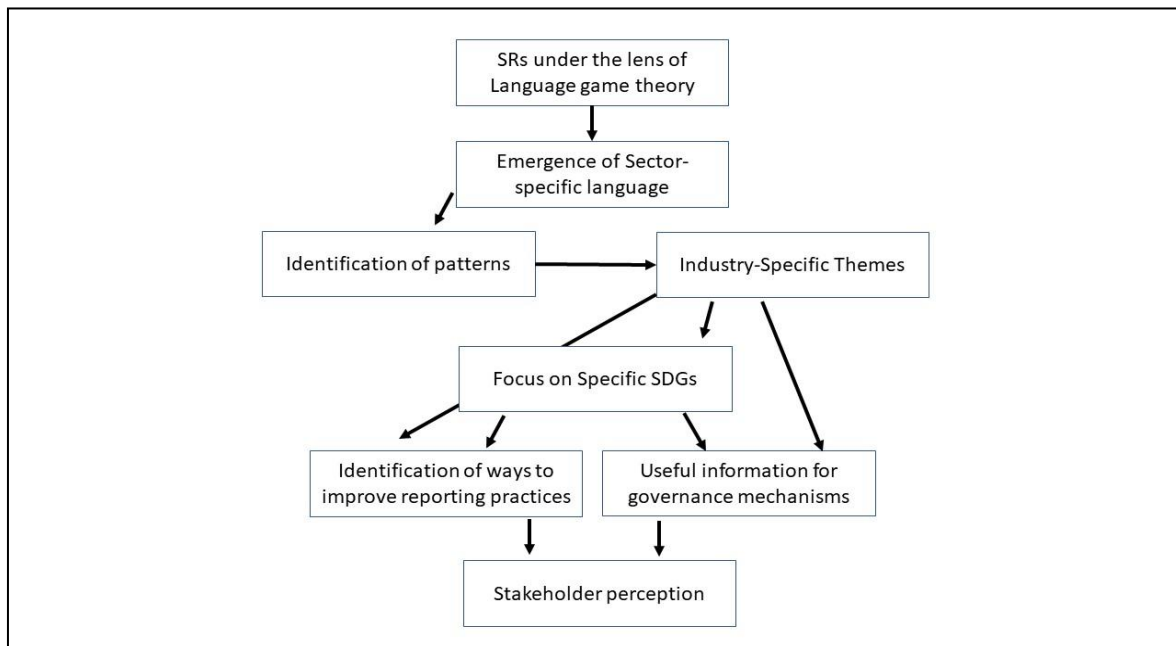 SRs under the lens of
Language game theory
Emergence of Sector-
specific language
Identification of patterns
Industry-Specific Themes
Focus on Specific SDGs
Identification of ways to
improve reporting practices
Useful information for
governance mechanisms
Stakeholder perception